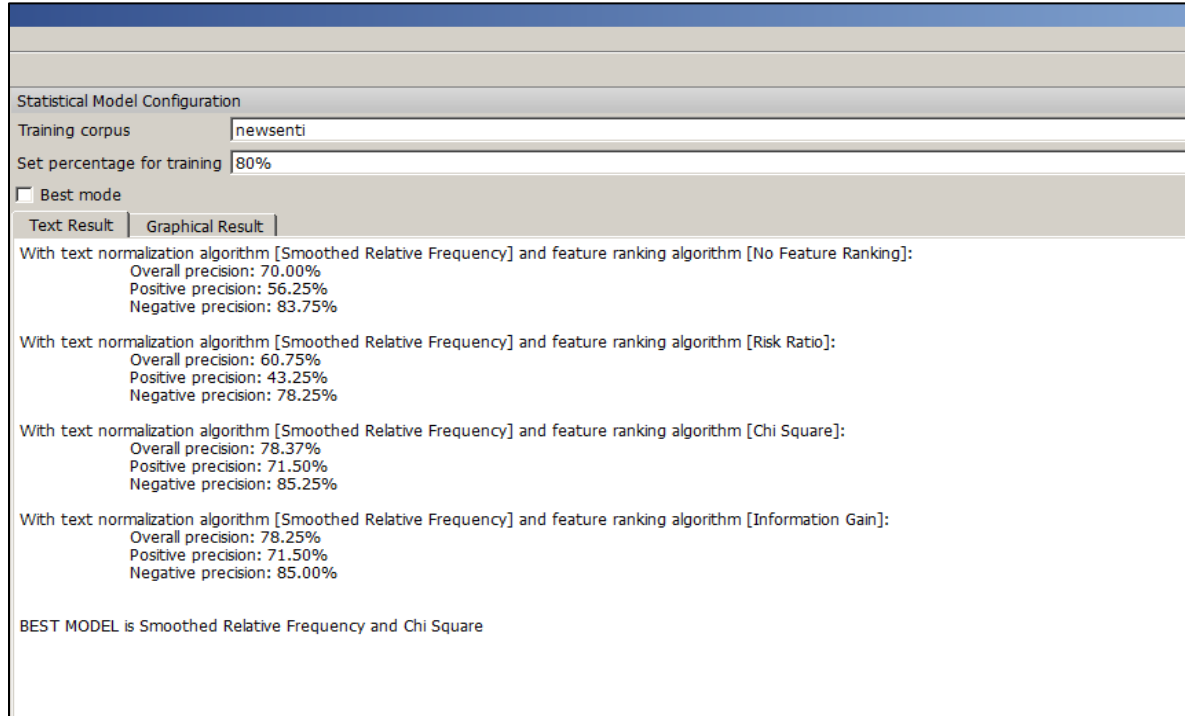 Statistical Model Configuration
Training corpus newsenti
Set percentage for training 80%
Best mode
Text Result Graphical Result
With text normalization algorithm [Smoothed Relative Frequency] and feature ranking algorithm [No Feature Ranking]:
Overall precision: 70.00%
Positive precision: 56.25%
Negative precision: 83.75%
With text normalization algorithm [Smoothed Relative Frequency] and feature ranking algorithm [Risk Ratio]:
Overall precision: 60.75%
Positive precision: 43.25%
Negative precision: 78.25%
With text normalization algorithm [Smoothed Relative Frequency] and feature ranking algorithm [Chi Square]:
Overall precision: 78.37%
Positive precision: 71.50%
Negative precision: 85.25%
With text normalization algorithm [Smoothed Relative Frequency] and feature ranking algorithm [Information Gain]:
Overall precision: 78.25%
Positive precision: 71.50%
Negative precision: 85.00%
BEST MODEL is Smoothed Relative Frequency and Chi Square